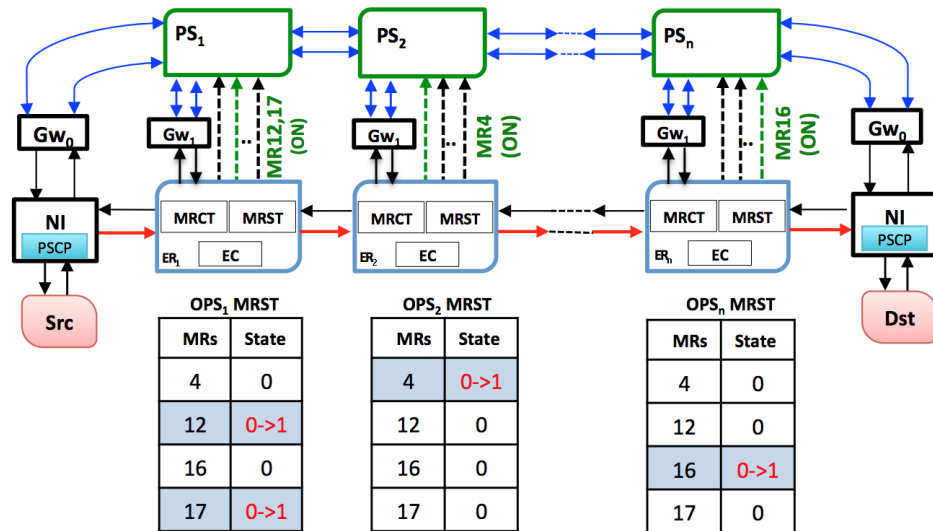 PS₁
PS₂
PSₙ
Gw₀
Gw₁
MR12,17
(ON)
Gw₁
MR4
(ON)
Gw₁
MR16
(ON)
Gw₀
NI
PSCP
MRCT MRST
ER₁ EC
MRCT MRST
ER₂ EC
MRCT MRST
ERₙ EC
NI
PSCP
Src
Dst
OPS₁ MRST
MRs State
4 0
12 0->1
16 0
17 0->1
OPS₂ MRST
MRs State
4 0->1
12 0
16 0
17 0
OPSₙ MRST
MRs State
4 0
12 0
16 0->1
17 0